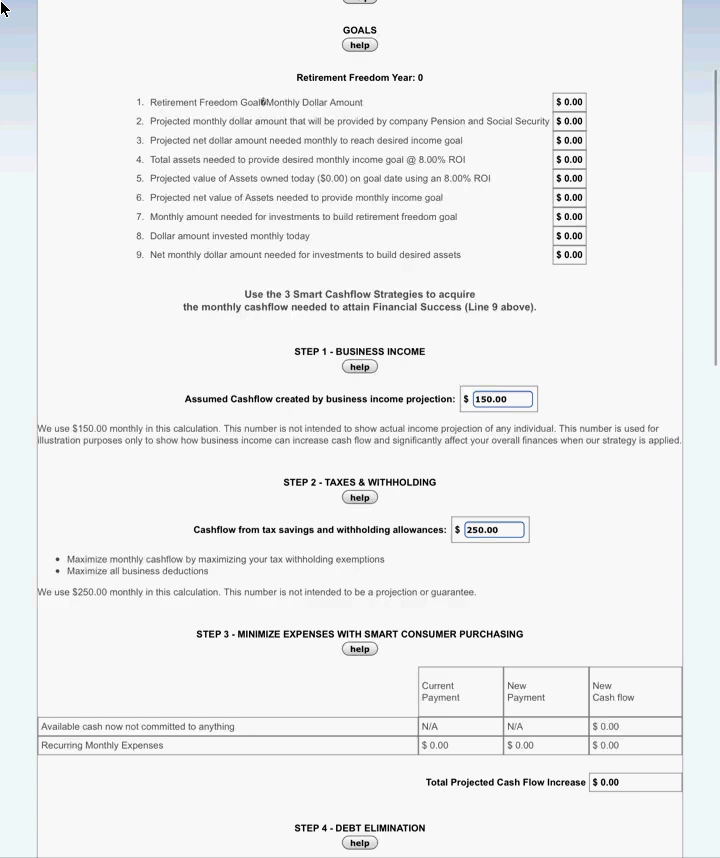 GOALS
help
Retirement Freedom Year: 0
1. Retirement Freedom Goal�Monthly Dollar Amount $ 0.00
2. Projected monthly dollar amount that will be provided by company Pension and Social Security $ 0.00
3. Projected net dollar amount needed monthly to reach desired income goal $ 0.00
4. Total assets needed to provide desired monthly income goal @ 8.00% ROI $ 0.00
5. Projected value of Assets owned today ($0.00) on goal date using an 8.00% ROI $ 0.00
6. Projected net value of Assets needed to provide monthly income goal $ 0.00
7. Monthly amount needed for investments to build retirement freedom goal $ 0.00
8. Dollar amount invested monthly today $ 0.00
9. Net monthly dollar amount needed for investments to build desired assets $ 0.00
Use the 3 Smart Cashflow Strategies to acquire
the monthly cashflow needed to attain Financial Success (Line 9 above).
STEP 1 - BUSINESS INCOME
help
Assumed Cashflow created by business income projection: $ 150.00
We use $150.00 monthly in this calculation. This number is not intended to show actual income projection of any individual. This number is used for
illustration purposes only to show how business income can increase cash flow and significantly affect your overall finances when our strategy is applied.
STEP 2 - TAXES & WITHHOLDING
help
Cashflow from tax savings and withholding allowances: $ 250.00
• Maximize monthly cashflow by maximizing your tax withholding exemptions
• Maximize all business deductions
We use $250.00 monthly in this calculation. This number is not intended to be a projection or guarantee.
STEP 3 - MINIMIZE EXPENSES WITH SMART CONSUMER PURCHASING
help
Current Payment New Payment New Cash flow
Available cash now not committed to anything N/A N/A $ 0.00
Recurring Monthly Expenses $ 0.00 $ 0.00 $ 0.00
Total Projected Cash Flow Increase $ 0.00
STEP 4 - DEBT ELIMINATION
help